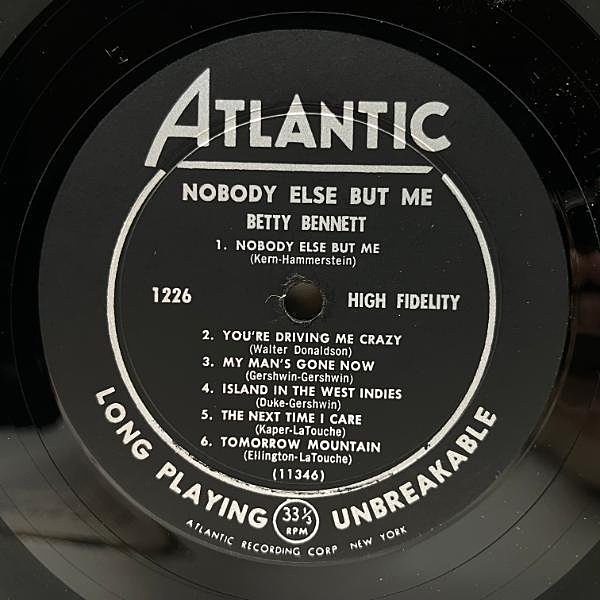 ATLANTIC
NOBODY ELSE BUT ME
BETTY BENNETT
1. NOBODY ELSE BUT ME
(Kern-Hammerstein)
1226 HIGH FIDELITY
2. YOU'RE DRIVING ME CRAZY
(Walter Donaldson)
3. MY MAN'S GONE NOW
(Gershwin-Gershwin)
4. ISLAND IN THE WEST INDIES
(Duke-Gershwin)
5. THE NEXT TIME I CARE
(Kaper-LaTouche)
6. TOMORROW MOUNTAIN
(Ellington-LaTouche)
(11346)
LONG PLAYING 33 1/3 RPM UNBREAKABLE
ATLANTIC RECORDING CORP NEW YORK